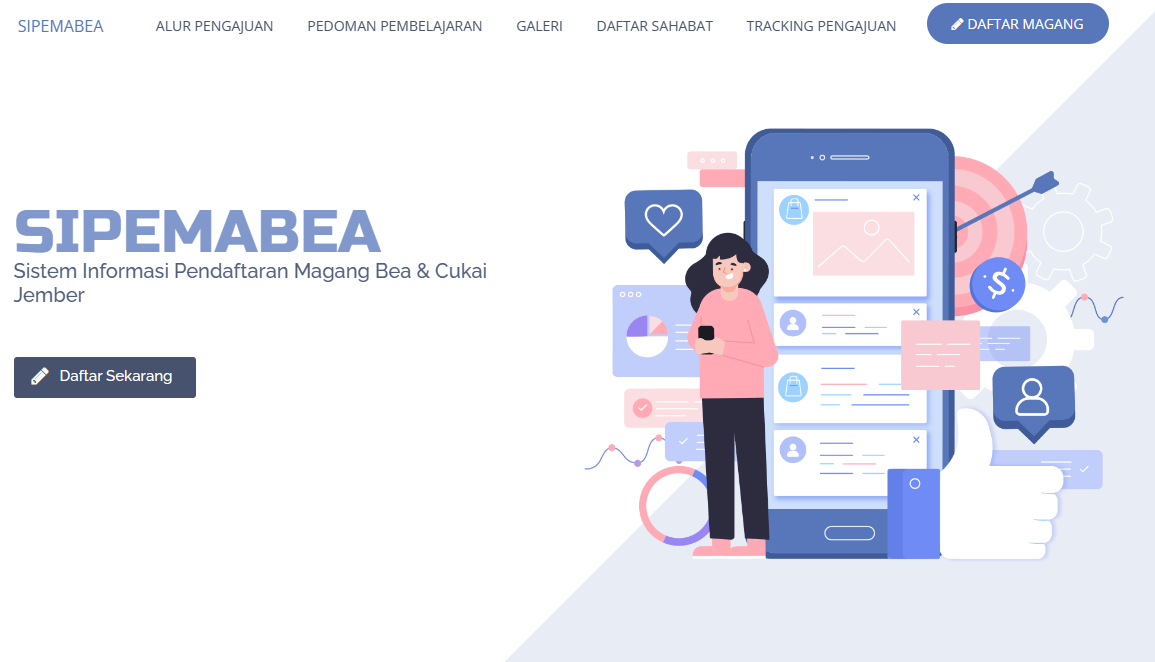 SIPEMABEA
ALUR PENGAJUAN
PEDOMAN PEMBELAJARAN
GALERI
DAFTAR SAHABAT
TRACKING PENGAJUAN
DAFTAR MAGANG
SIPEMABEA
Sistem Informasi Pendaftaran Magang Bea & Cukai
Jember
Daftar Sekarang